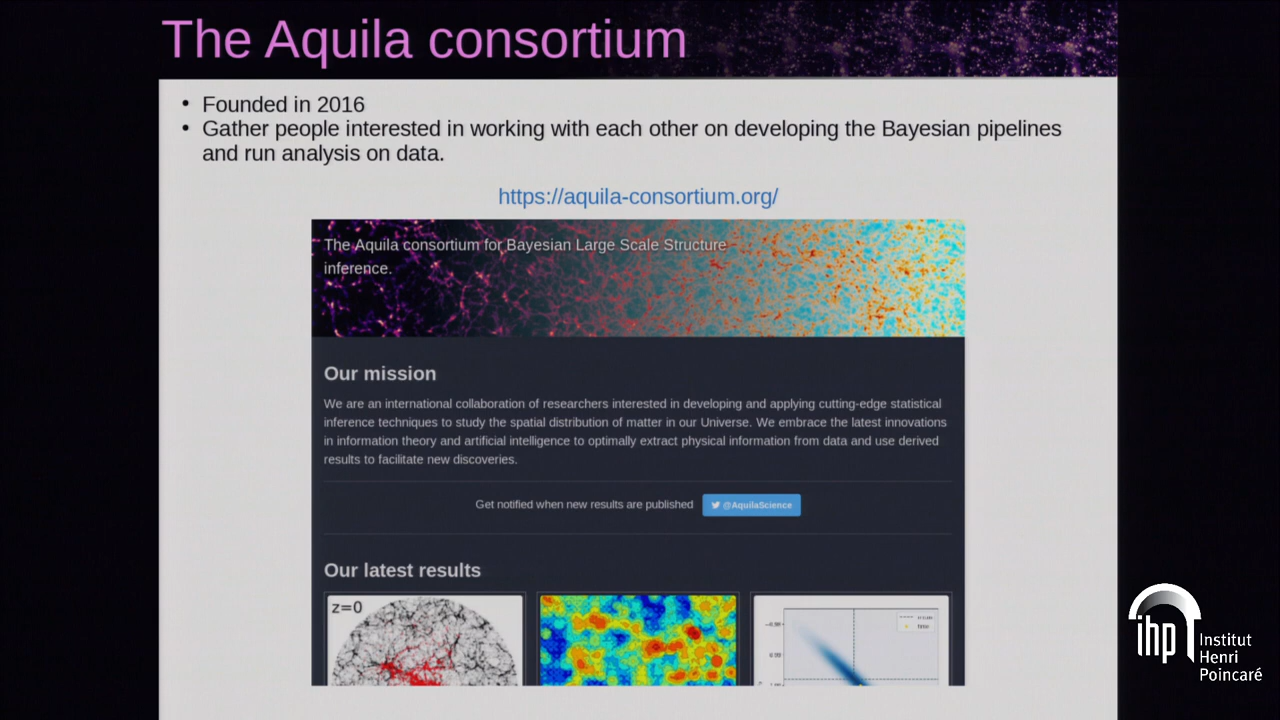 The Aquila consortium
• Founded in 2016
• Gather people interested in working with each other on developing the Bayesian pipelines
and run analysis on data.
https://aquila-consortium.org/
The Aquila consortium for Bayesian Large Scale Structure
inference.
Our mission
We are an international collaboration of researchers interested in developing and applying cutting-edge statistical
inference techniques to study the spatial distribution of matter in our Universe. We embrace the latest innovations
in information theory and artificial intelligence to optimally extract physical information from data and use derived
results to facilitate new discoveries.
Get notified when new results are published @AquilaScience
Our latest results
z=0
ihp Institut
Henri
Poincaré